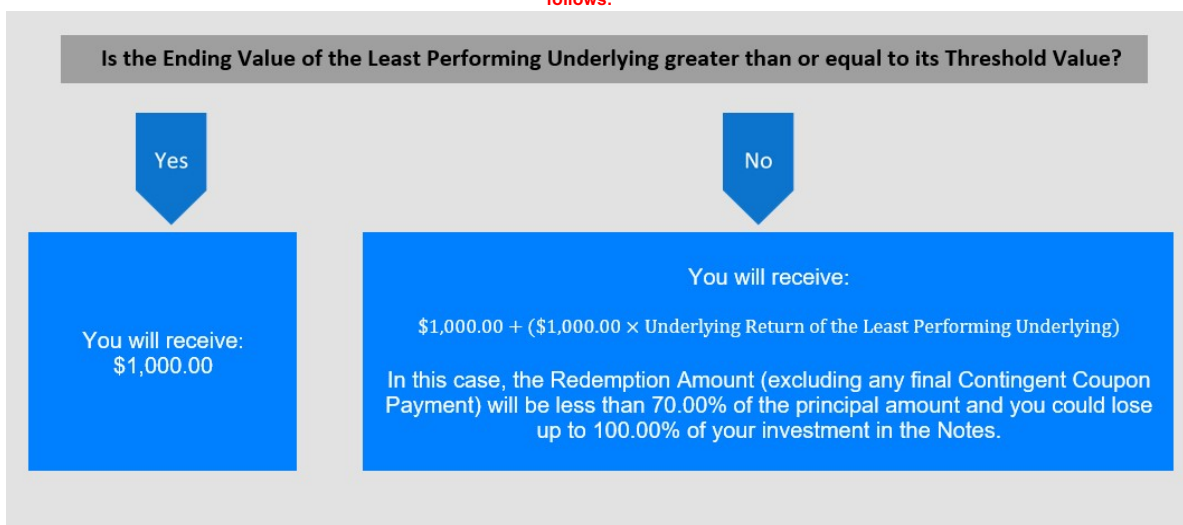 follows:
Is the Ending Value of the Least Performing Underlying greater than or equal to its Threshold Value?
Yes
No
You will receive:
$1,000.00
You will receive:
$1,000.00 + ($1,000.00 × Underlying Return of the Least Performing Underlying)
In this case, the Redemption Amount (excluding any final Contingent Coupon
Payment) will be less than 70.00% of the principal amount and you could lose
up to 100.00% of your investment in the Notes.